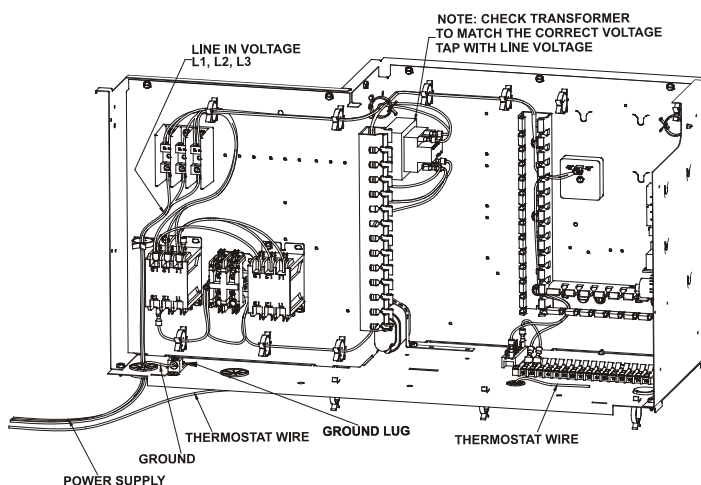 NOTE: CHECK TRANSFORMER
TO MATCH THE CORRECT VOLTAGE
TAP WITH LINE VOLTAGE
LINE IN VOLTAGE
L1, L2, L3
THERMOSTAT WIRE
GROUND LUG
THERMOSTAT WIRE
GROUND
POWER SUPPLY